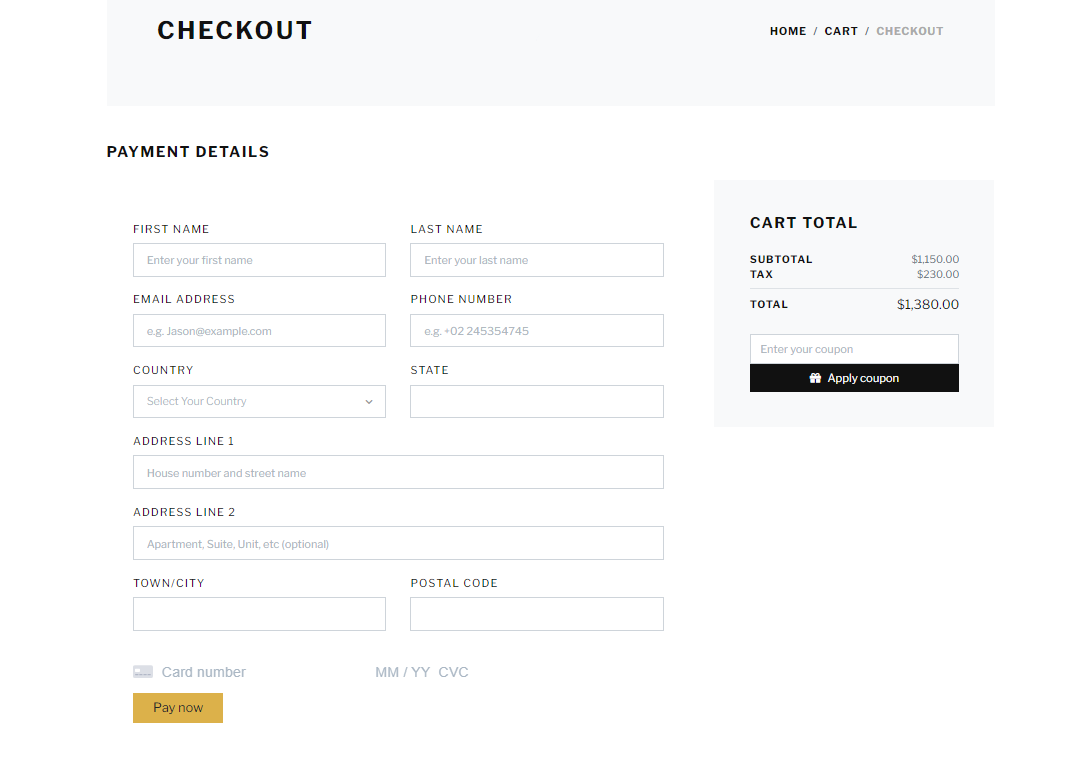 CHECKOUT
HOME / CART / CHECKOUT
PAYMENT DETAILS
FIRST NAME LAST NAME
Enter your first name Enter your last name
EMAIL ADDRESS PHONE NUMBER
e.g. Jason@example.com e.g. +02 245354745
COUNTRY STATE
Select Your Country
ADDRESS LINE 1
House number and street name
ADDRESS LINE 2
Apartment, Suite, Unit, etc (optional)
TOWN/CITY POSTAL CODE
Card number MM / YY CVC
Pay now
CART TOTAL
SUBTOTAL $1,150.00
TAX $230.00
TOTAL $1,380.00
Enter your coupon
Apply coupon